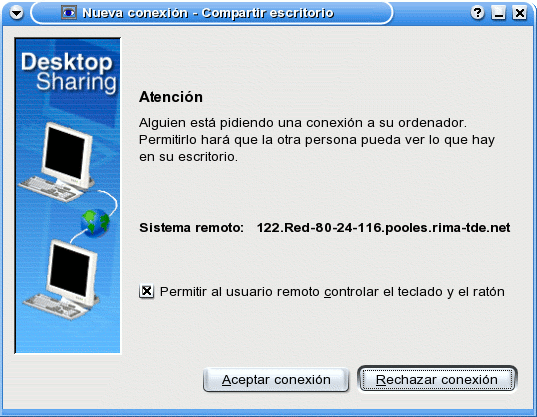 Nueva conexión - Compartir escritorio
?
Desktop
Sharing
Atención
Alguien está pidiendo una conexión a su ordenador.
Permitirlo hará que la otra persona pueda ver lo que hay
en su escritorio.
Sistema remoto: 122.Red-80-24-116.pooles.rima-tde.net
Permitir al usuario remoto controlar el teclado y el ratón
Aceptar conexión
Rechazar conexión